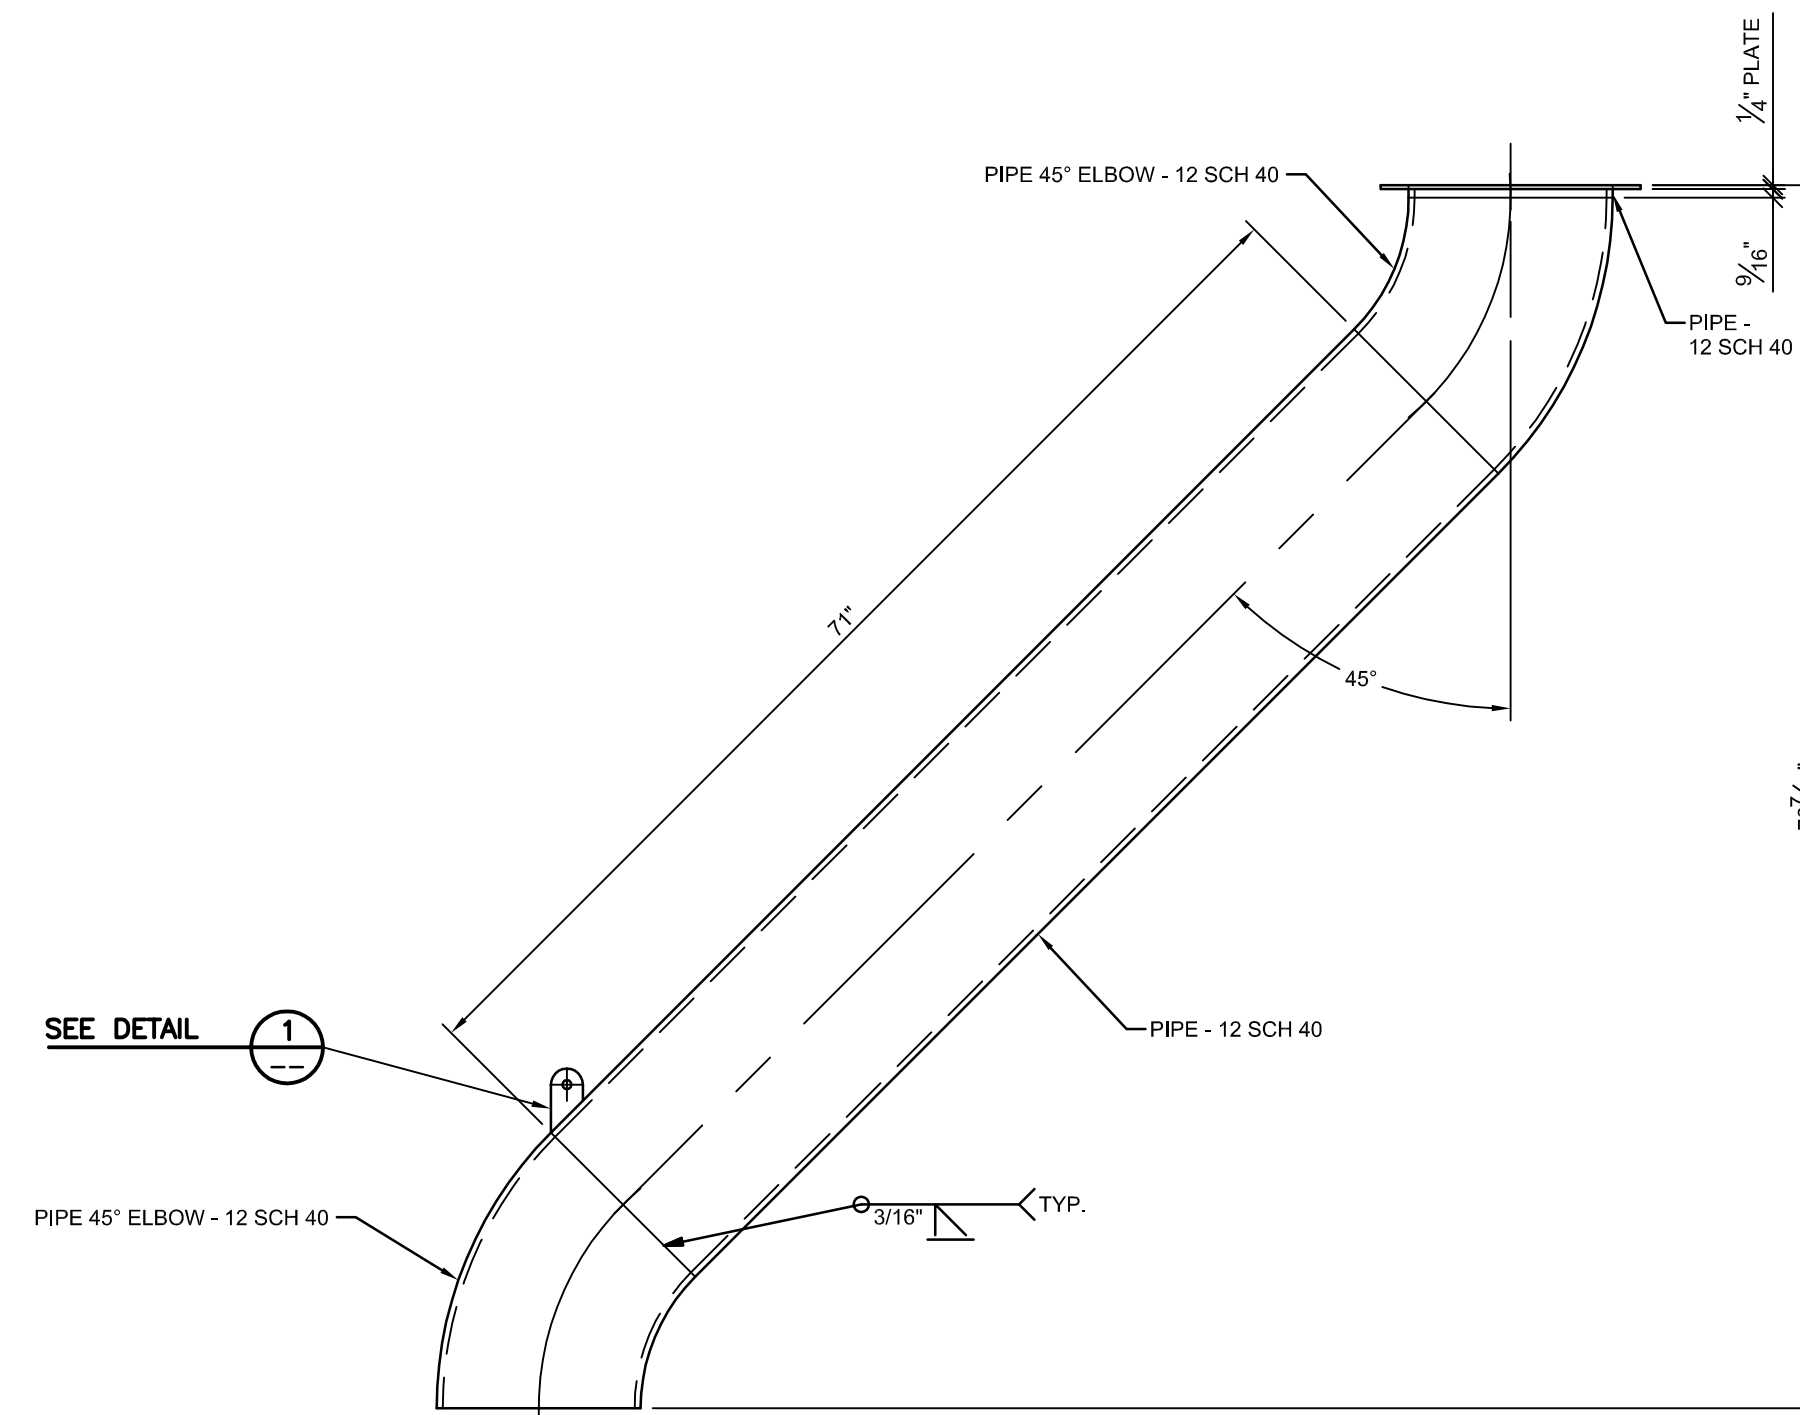 1/4" PLATE
PIPE 45° ELBOW - 12 SCH 40
9/16"
PIPE -
12 SCH 40
71"
45°
SEE DETAIL
1
--
PIPE - 12 SCH 40
PIPE 45° ELBOW - 12 SCH 40
3/16"
TYP.